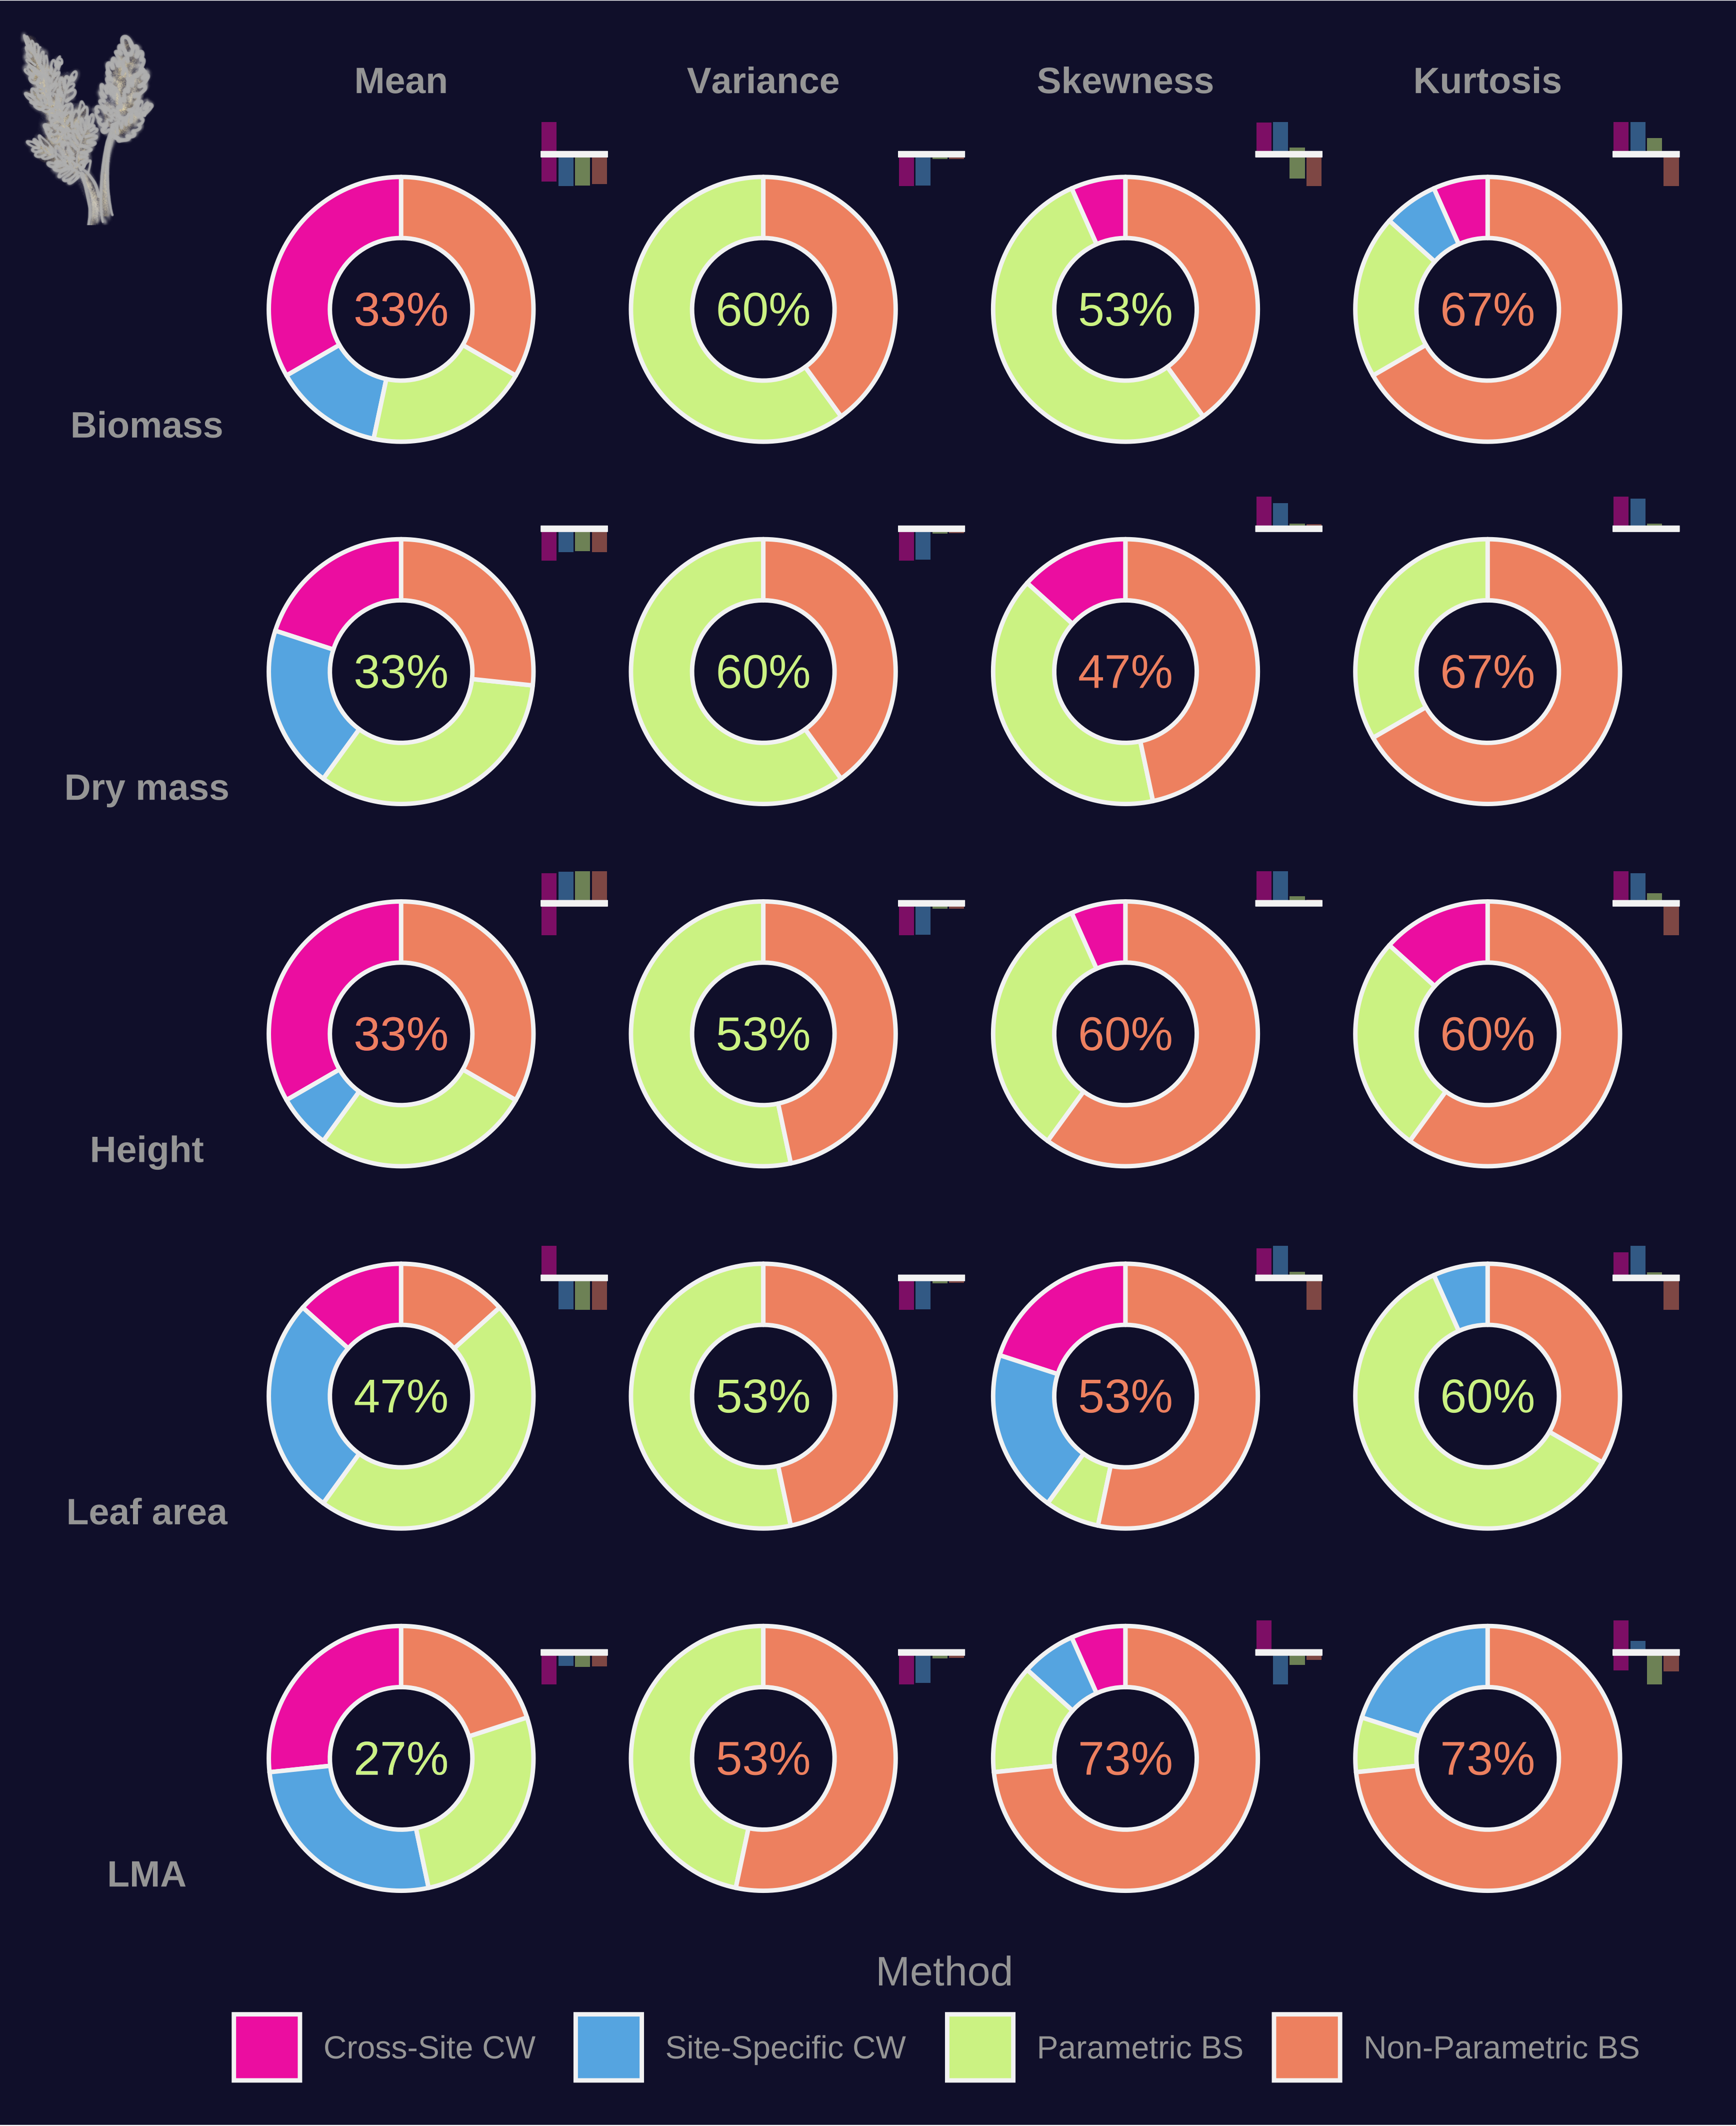 Mean Variance Skewness Kurtosis
33% 60% 53% 67%
Biomass
33% 60% 47% 67%
Dry mass
33% 53% 60% 60%
Height
47% 53% 53% 60%
Leaf area
27% 53% 73% 73%
LMA
Method
Cross-Site CW Site-Specific CW Parametric BS Non-Parametric BS